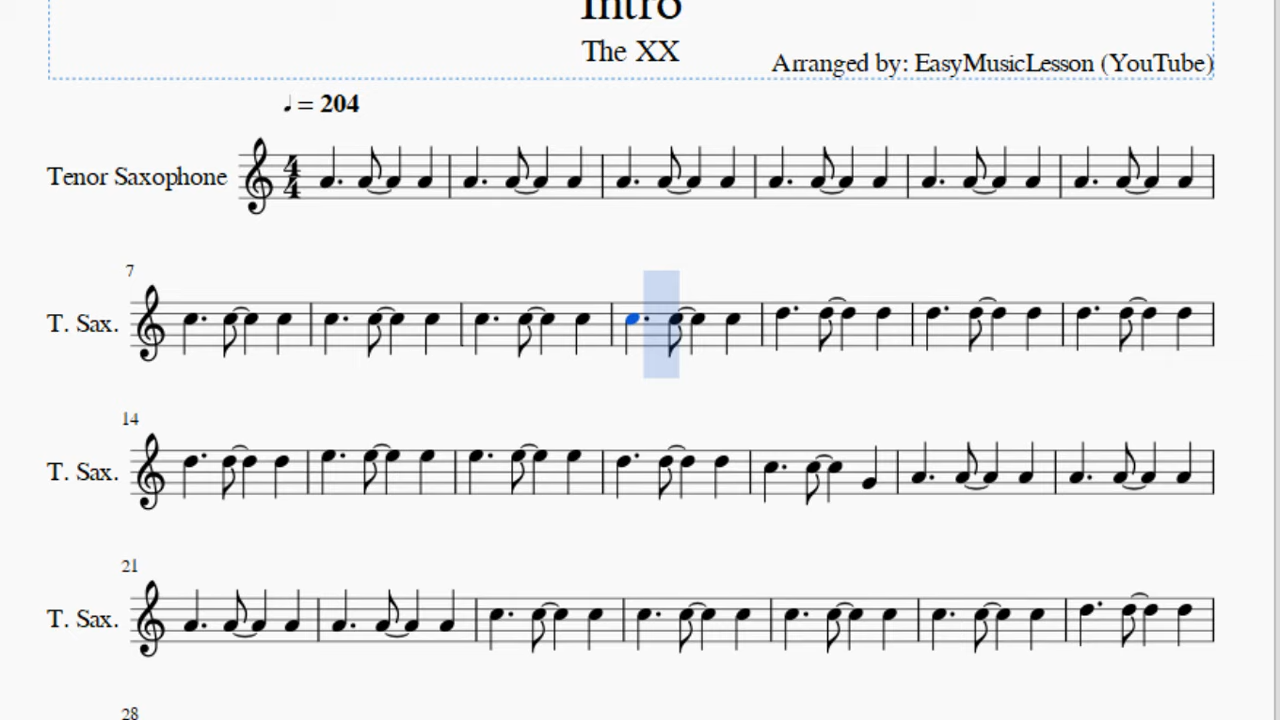 Intro
The XX
Arranged by: EasyMusicLesson (YouTube)
♩ = 204
Tenor Saxophone
4
4
7
T. Sax.
14
T. Sax.
21
T. Sax.
28